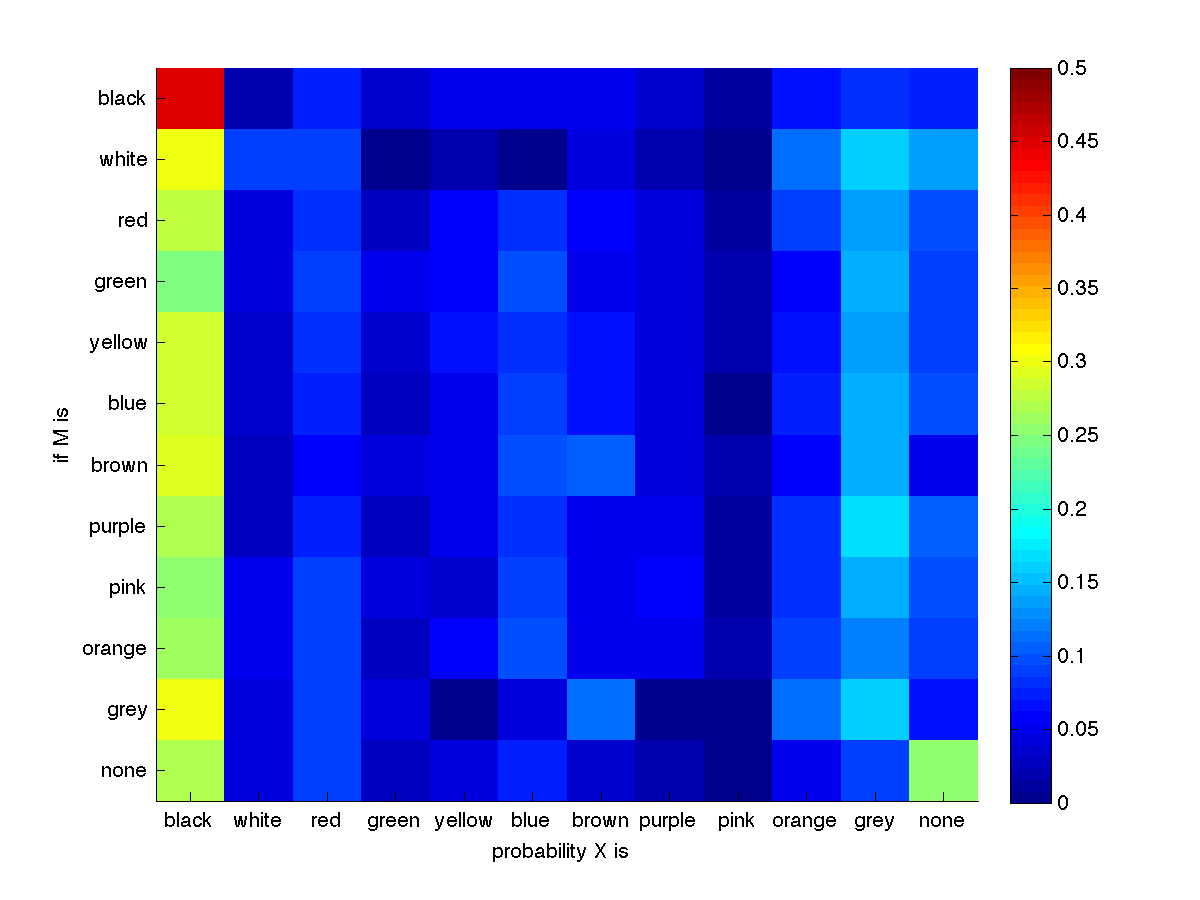 black
white
red
green
yellow
blue
brown
purple
pink
orange
grey
none
if M is
black white red green yellow blue brown purple pink orange grey none
probability X is
0.5
0.45
0.4
0.35
0.3
0.25
0.2
0.15
0.1
0.05
0